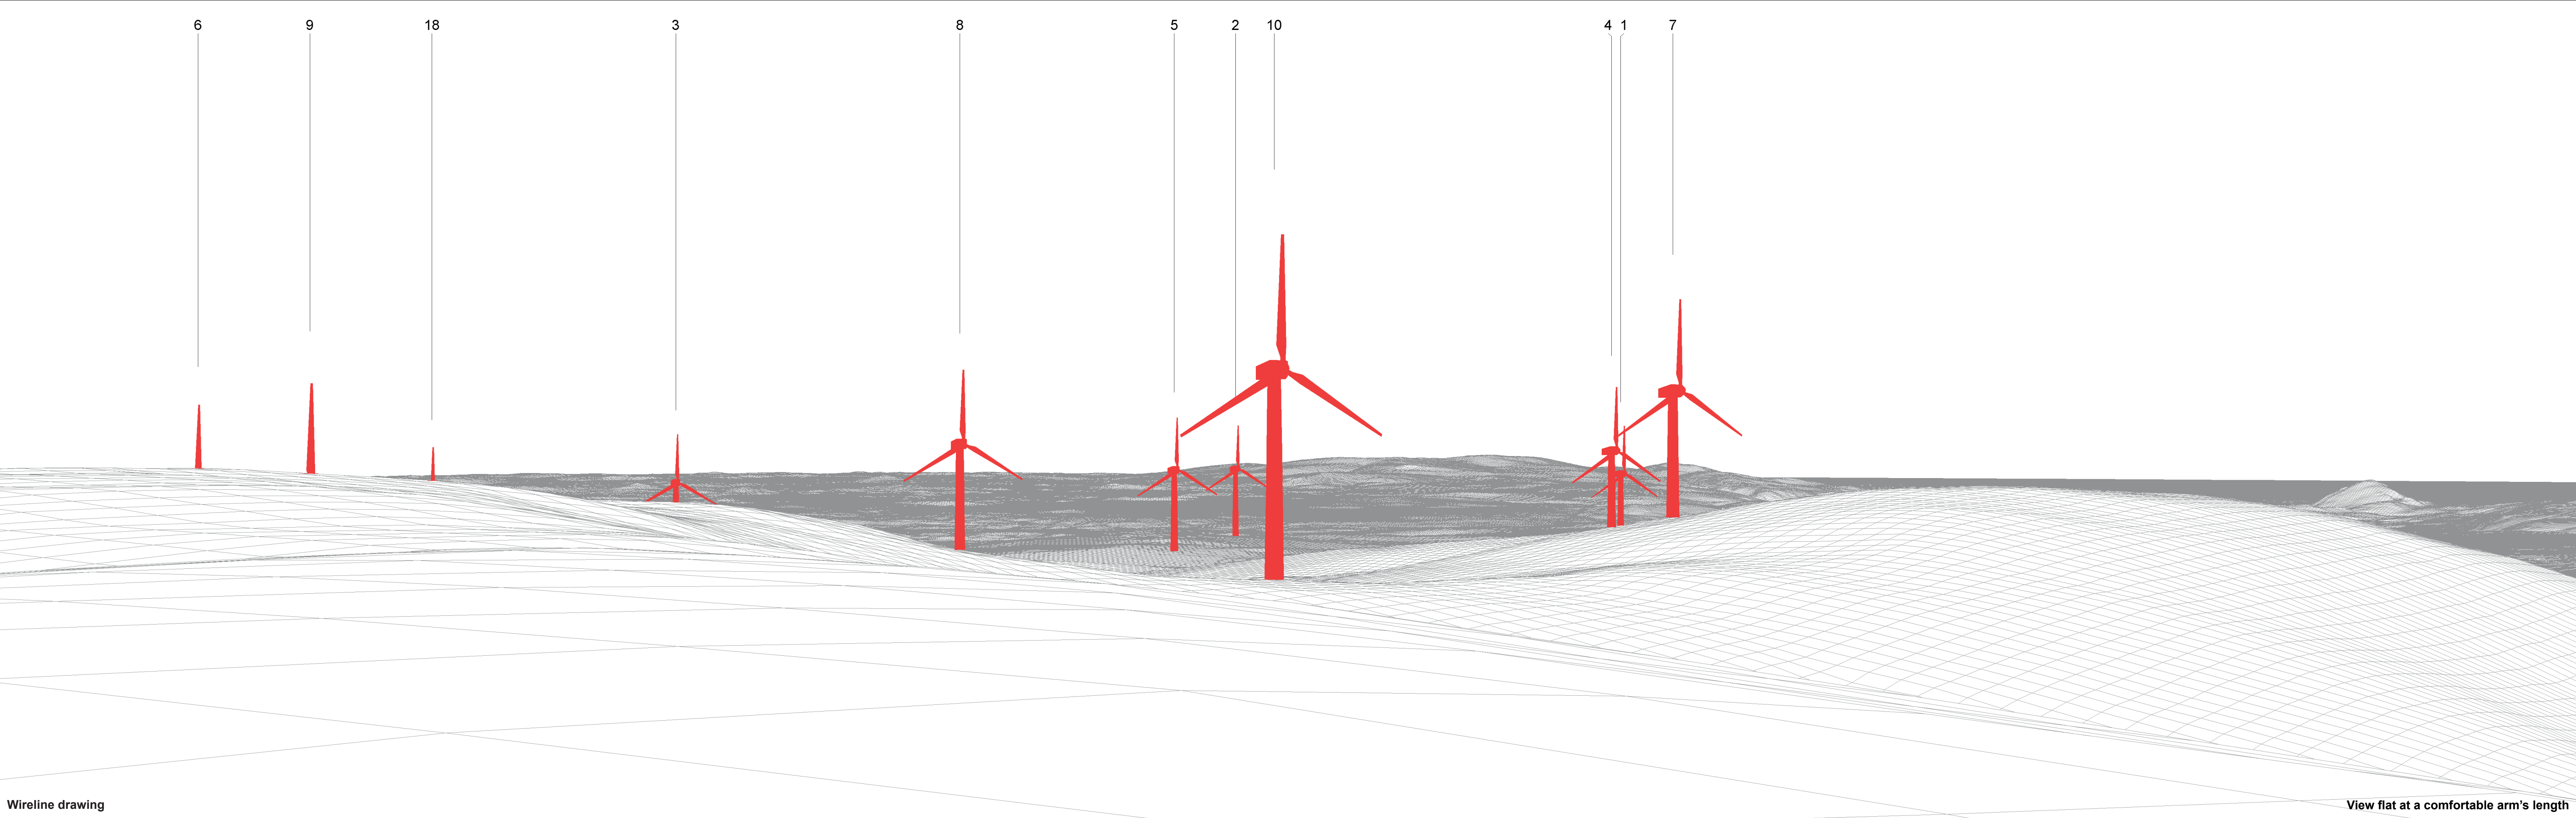 6 9 18 3 8 5 2 10 4 1 7
Wireline drawing
View flat at a comfortable arm's length